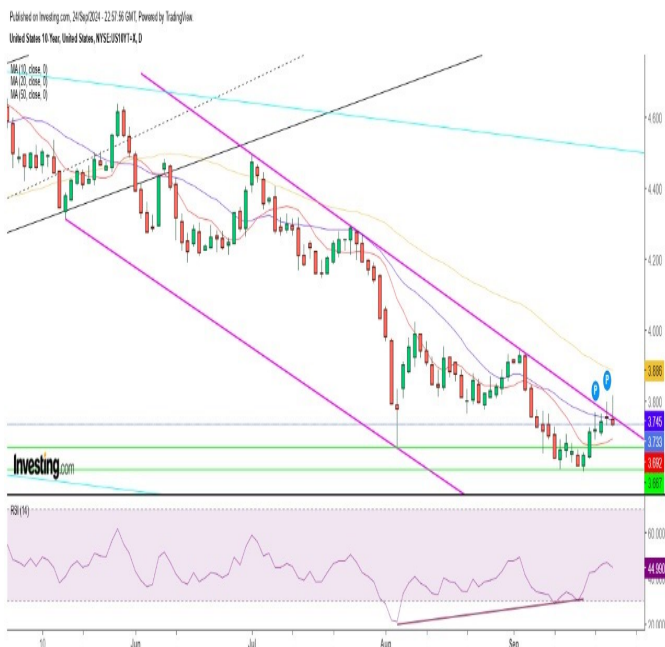 Published on Investing.com, 24/Sep/2024 - 22:57:56 GMT, Powered by TradingView.
United States 10-Year, United States, NYSE:US10YT=X, D
MA (10, close, 0)
MA (20, close, 0)
MA (50, close, 0)
4.600
4.400
4.200
4.000
3.886
3.800
P P
3.745
3.733
3.692
3.667
Investing.com
RSI (14)
60.000
44.990
40.000
20.000
10 Jun Jul Aug Sep